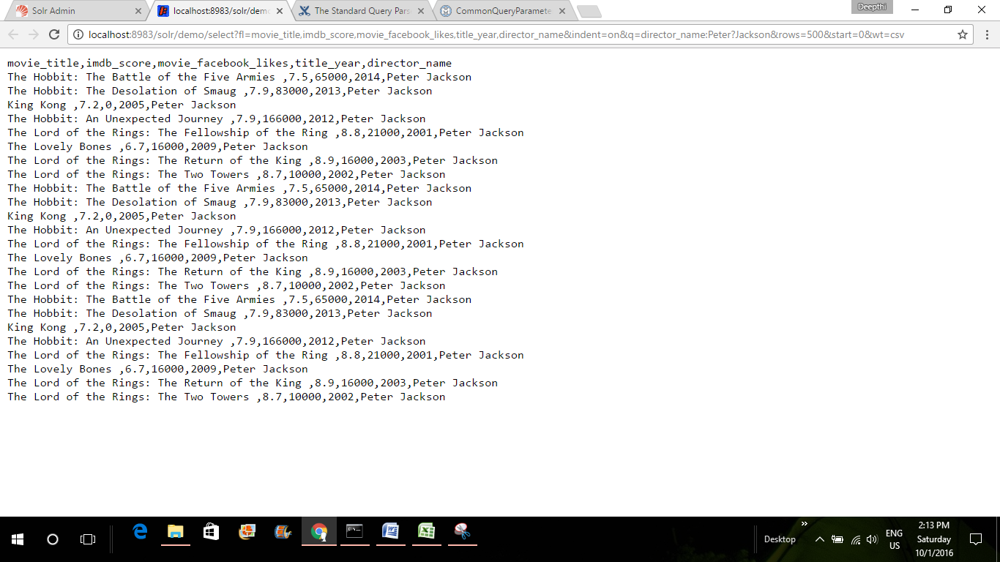 Solr Admin
localhost:8983/solr/demo
The Standard Query Pars
CommonQueryParamete
Deepthi
localhost:8983/solr/demo/select?fl=movie_title,imdb_score,movie_facebook_likes,title_year,director_name&indent=on&q=director_name:Peter?Jackson&rows=500&start=0&wt=csv
movie_title,imdb_score,movie_facebook_likes,title_year,director_name
The Hobbit: The Battle of the Five Armies ,7.5,65000,2014,Peter Jackson
The Hobbit: The Desolation of Smaug ,7.9,83000,2013,Peter Jackson
King Kong ,7.2,0,2005,Peter Jackson
The Hobbit: An Unexpected Journey ,7.9,166000,2012,Peter Jackson
The Lord of the Rings: The Fellowship of the Ring ,8.8,21000,2001,Peter Jackson
The Lovely Bones ,6.7,16000,2009,Peter Jackson
The Lord of the Rings: The Return of the King ,8.9,16000,2003,Peter Jackson
The Lord of the Rings: The Two Towers ,8.7,10000,2002,Peter Jackson
The Hobbit: The Battle of the Five Armies ,7.5,65000,2014,Peter Jackson
The Hobbit: The Desolation of Smaug ,7.9,83000,2013,Peter Jackson
King Kong ,7.2,0,2005,Peter Jackson
The Hobbit: An Unexpected Journey ,7.9,166000,2012,Peter Jackson
The Lord of the Rings: The Fellowship of the Ring ,8.8,21000,2001,Peter Jackson
The Lovely Bones ,6.7,16000,2009,Peter Jackson
The Lord of the Rings: The Return of the King ,8.9,16000,2003,Peter Jackson
The Lord of the Rings: The Two Towers ,8.7,10000,2002,Peter Jackson
The Hobbit: The Battle of the Five Armies ,7.5,65000,2014,Peter Jackson
The Hobbit: The Desolation of Smaug ,7.9,83000,2013,Peter Jackson
King Kong ,7.2,0,2005,Peter Jackson
The Hobbit: An Unexpected Journey ,7.9,166000,2012,Peter Jackson
The Lord of the Rings: The Fellowship of the Ring ,8.8,21000,2001,Peter Jackson
The Lovely Bones ,6.7,16000,2009,Peter Jackson
The Lord of the Rings: The Return of the King ,8.9,16000,2003,Peter Jackson
The Lord of the Rings: The Two Towers ,8.7,10000,2002,Peter Jackson
Desktop
ENG
US
2:13 PM
Saturday
10/1/2016